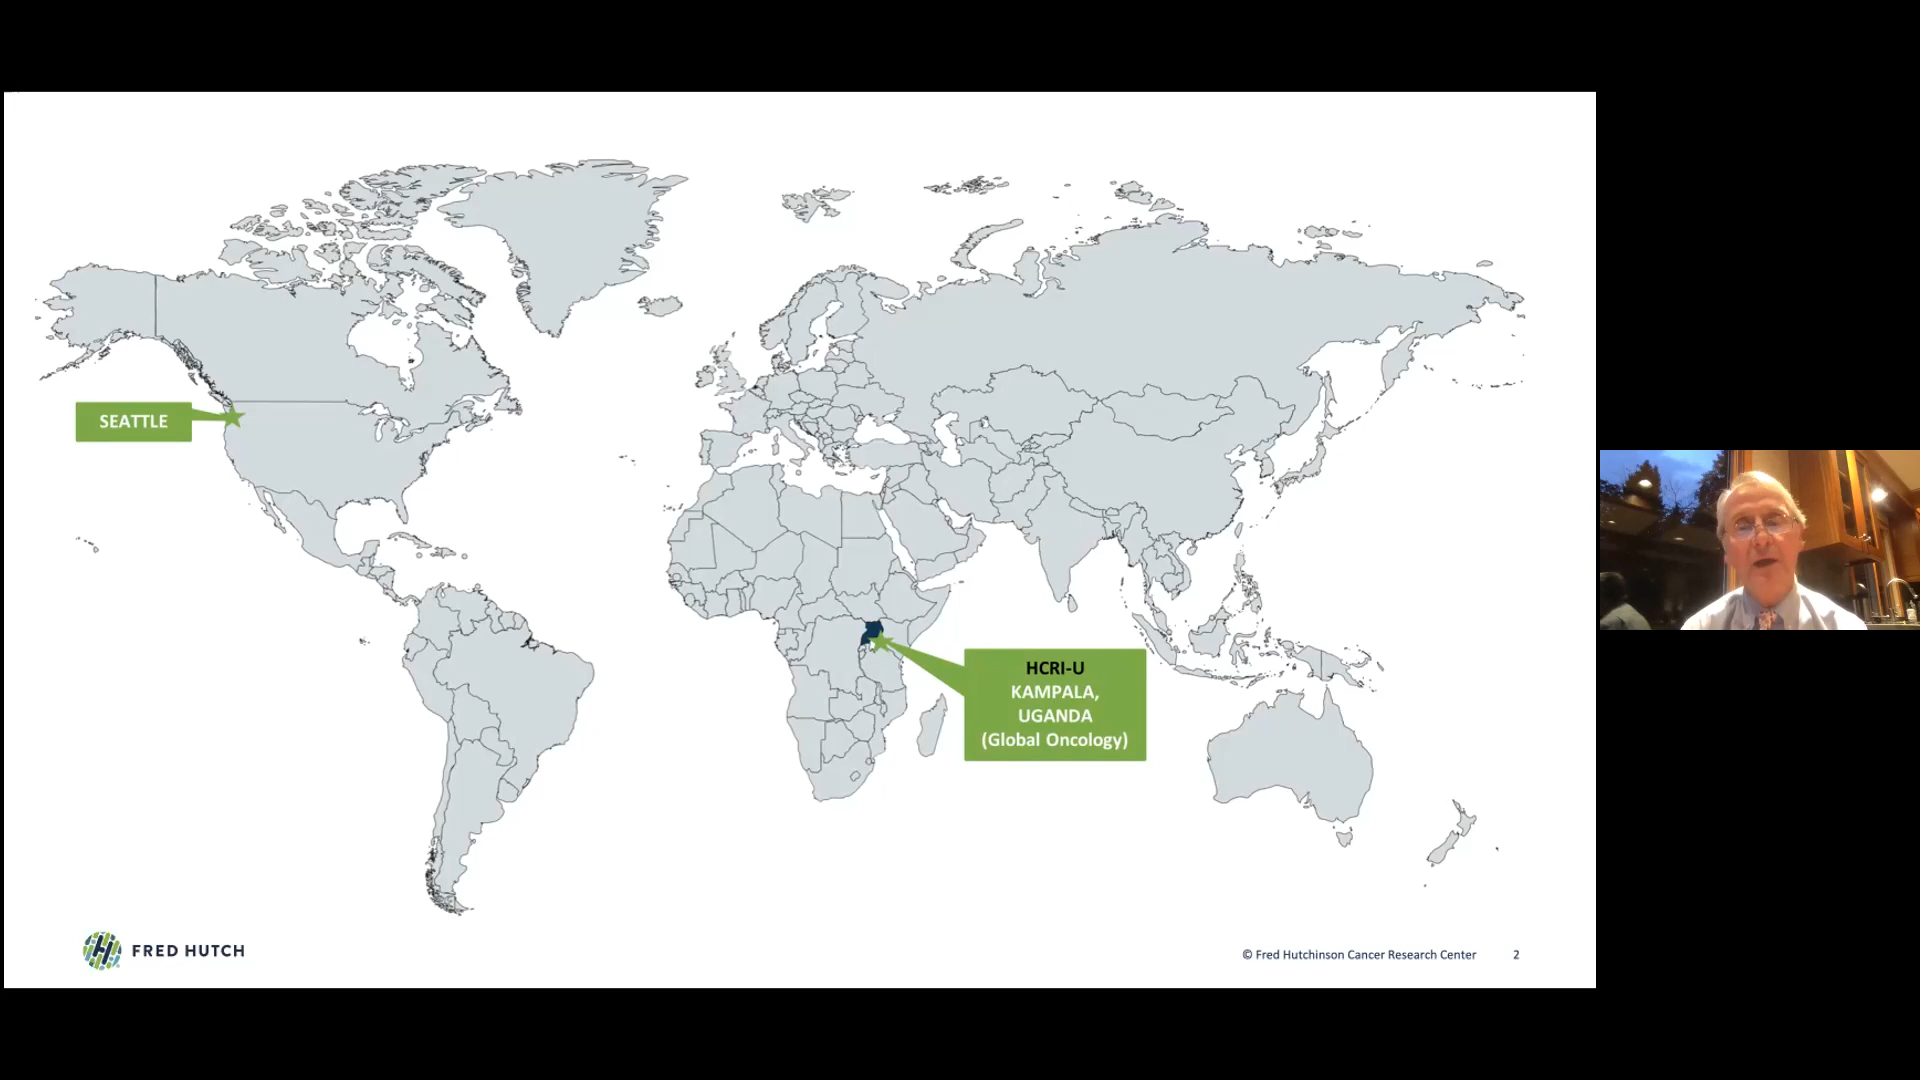 SEATTLE
HCRI-U
KAMPALA,
UGANDA
(Global Oncology)
FRED HUTCH
© Fred Hutchinson Cancer Research Center
2